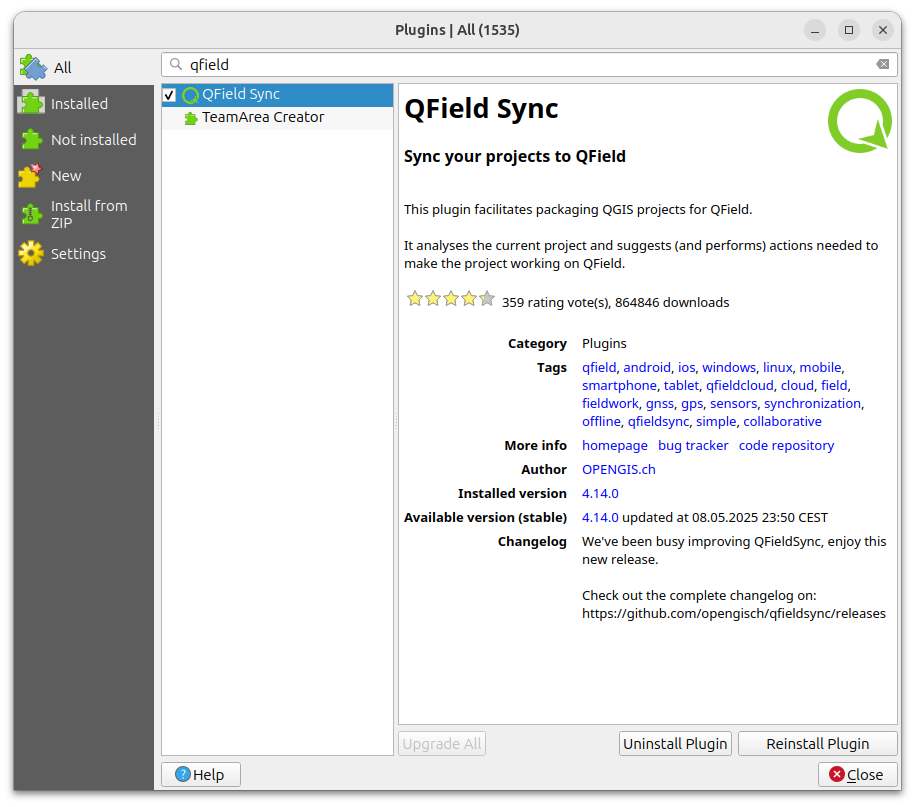 Plugins | All (1535)
All
Installed
Not installed
New
Install from
ZIP
Settings
qfield
QField Sync
TeamArea Creator
QField Sync
Sync your projects to QField
This plugin facilitates packaging QGIS projects for QField.
It analyses the current project and suggests (and performs) actions needed to
make the project working on QField.
359 rating vote(s), 864846 downloads
Category Plugins
Tags qfield, android, ios, windows, linux, mobile,
smartphone, tablet, qfieldcloud, cloud, field,
fieldwork, gnss, gps, sensors, synchronization,
offline, qfieldsync, simple, collaborative
More info homepage bug tracker code repository
Author OPENGIS.ch
Installed version 4.14.0
Available version (stable) 4.14.0 updated at 08.05.2025 23:50 CEST
Changelog We've been busy improving QFieldSync, enjoy this
new release.
Check out the complete changelog on:
https://github.com/opengisch/qfieldsync/releases
Upgrade All
Uninstall Plugin
Reinstall Plugin
Help
Close